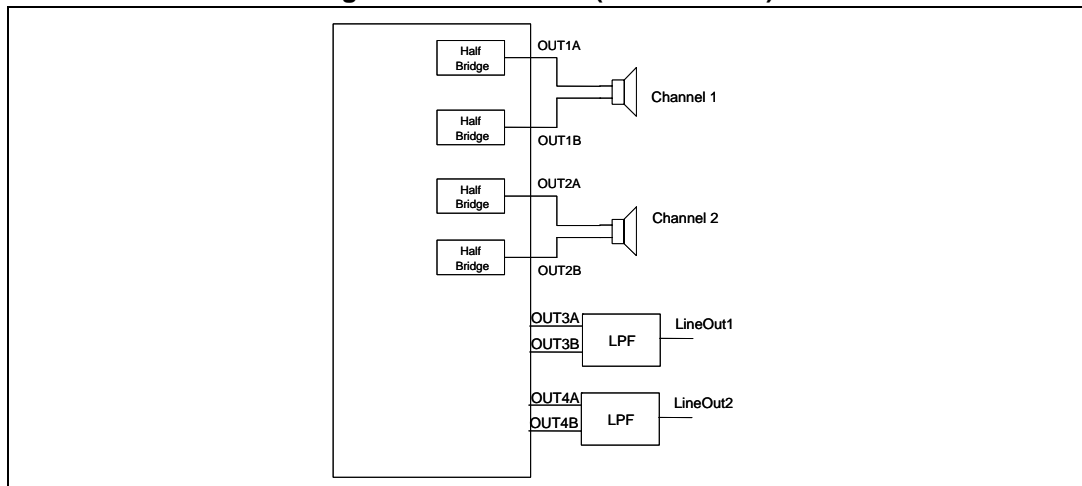 Half
Bridge
OUT1A
Channel 1
Half
Bridge
OUT1B
Half
Bridge
OUT2A
Channel 2
Half
Bridge
OUT2B
OUT3A
OUT3B
LPF
LineOut1
OUT4A
OUT4B
LPF
LineOut2